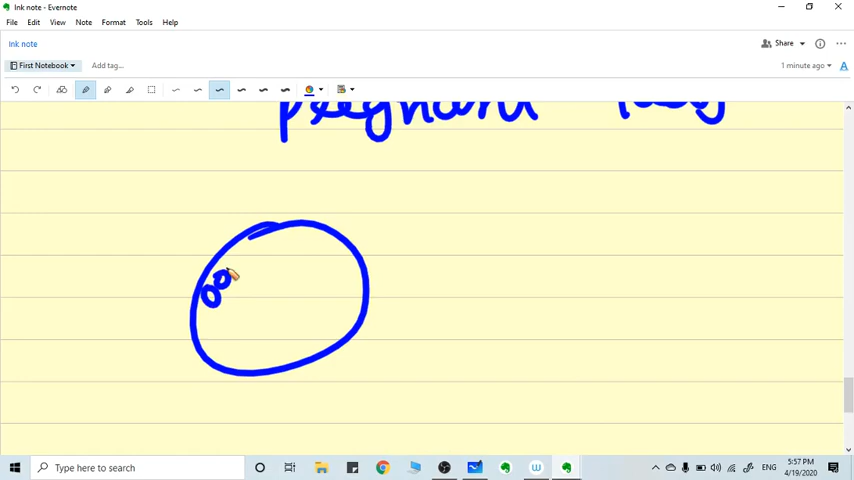 Ink note - Evernote
File Edit View Note Format Tools Help
Ink note Share
First Notebook Add tag... 1 minute ago
pregnant
Type here to search ENG 5:57 PM
4/19/2020